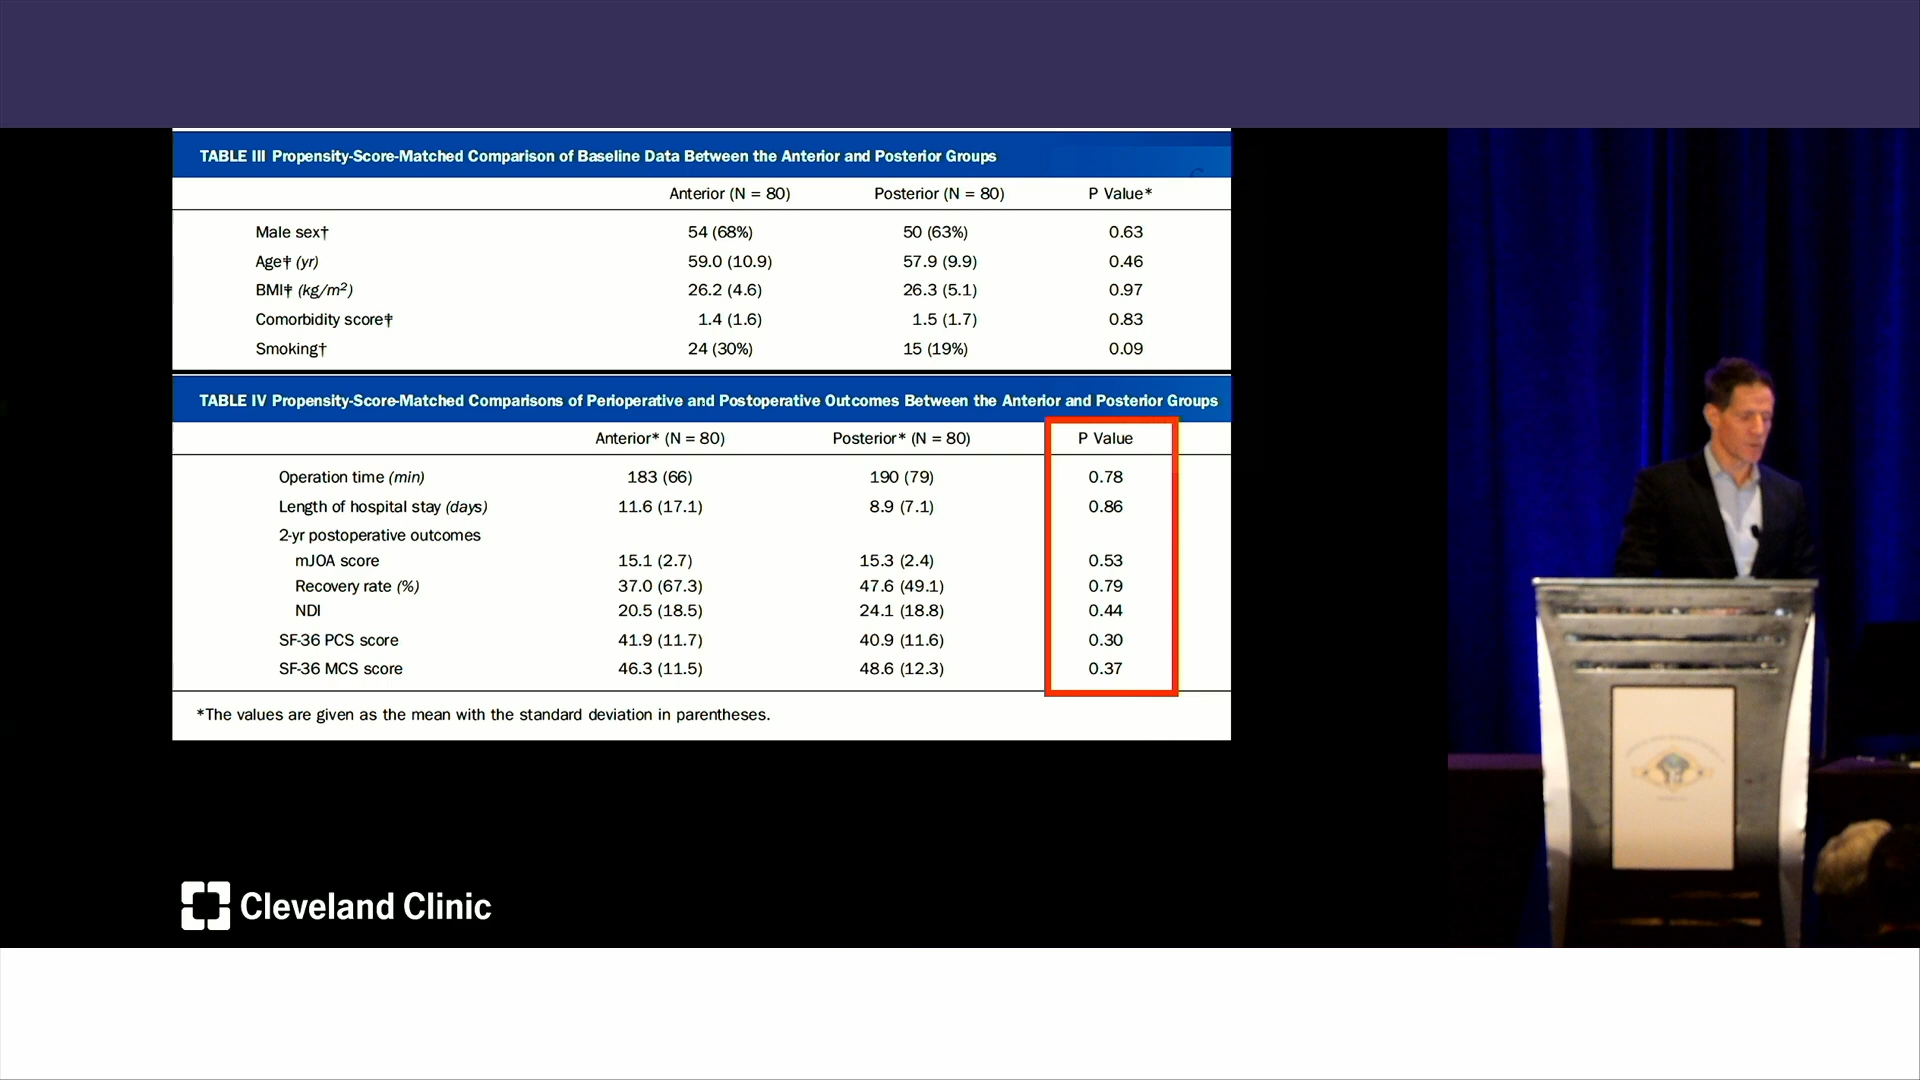 TABLE III Propensity-Score-Matched Comparison of Baseline Data Between the Anterior and Posterior Groups
Anterior (N = 80) Posterior (N = 80) P Value*
Male sex† 54 (68%) 50 (63%) 0.63
Age‡ (yr) 59.0 (10.9) 57.9 (9.9) 0.46
BMI‡ (kg/m²) 26.2 (4.6) 26.3 (5.1) 0.97
Comorbidity score‡ 1.4 (1.6) 1.5 (1.7) 0.83
Smoking† 24 (30%) 15 (19%) 0.09
TABLE IV Propensity-Score-Matched Comparisons of Perioperative and Postoperative Outcomes Between the Anterior and Posterior Groups
Anterior* (N = 80) Posterior* (N = 80) P Value
Operation time (min) 183 (66) 190 (79) 0.78
Length of hospital stay (days) 11.6 (17.1) 8.9 (7.1) 0.86
2-yr postoperative outcomes
mJOA score 15.1 (2.7) 15.3 (2.4) 0.53
Recovery rate (%) 37.0 (67.3) 47.6 (49.1) 0.79
NDI 20.5 (18.5) 24.1 (18.8) 0.44
SF-36 PCS score 41.9 (11.7) 40.9 (11.6) 0.30
SF-36 MCS score 46.3 (11.5) 48.6 (12.3) 0.37
*The values are given as the mean with the standard deviation in parentheses.
Cleveland Clinic